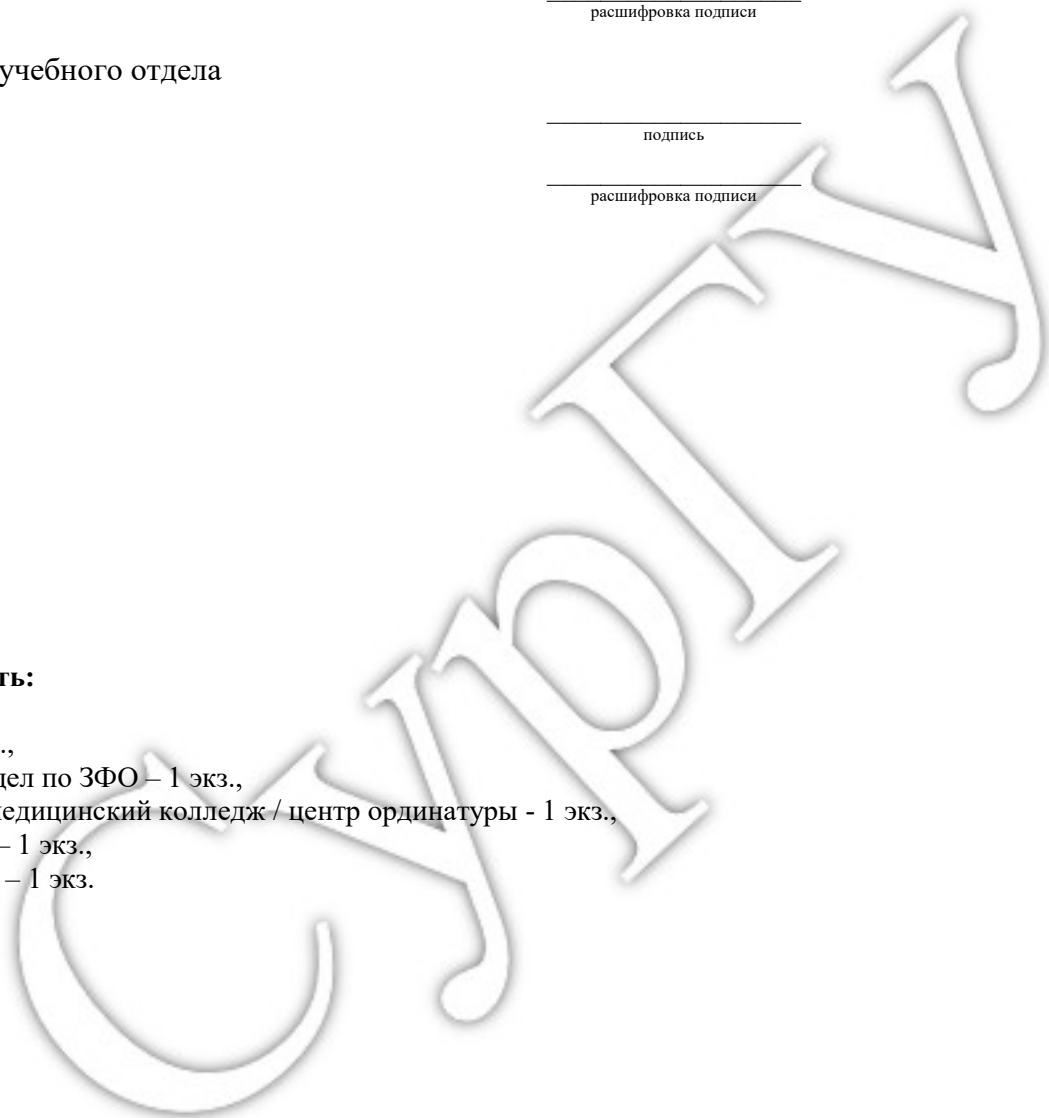 расшифровка подписи
учебного отдела
подпись
расшифровка подписи
ть:
.,
дел по ЗФО – 1 экз.,
медицинский колледж / центр ординатуры - 1 экз.,
– 1 экз.,
– 1 экз.
СурГУ